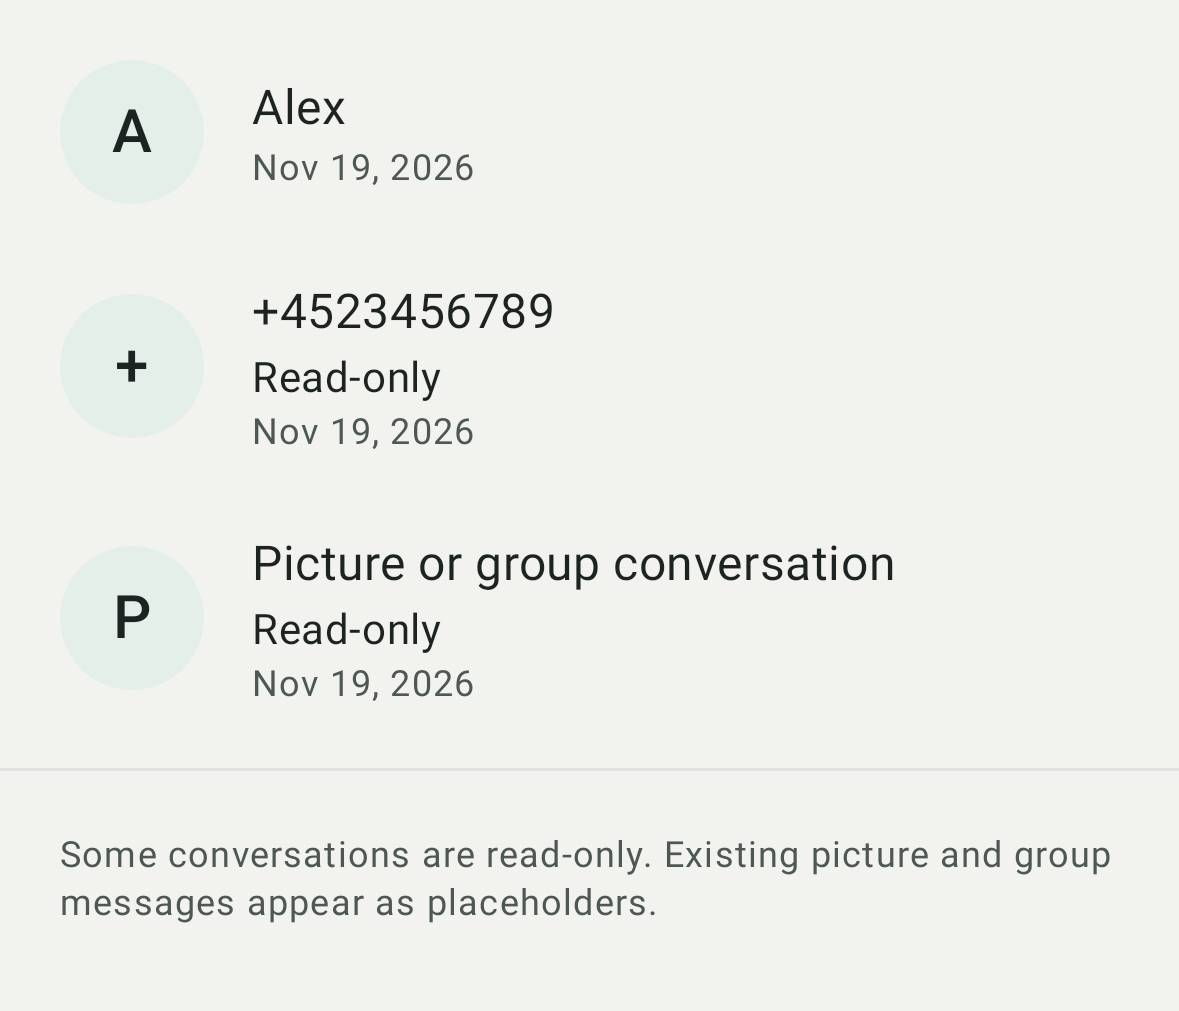 A
Alex
Nov 19, 2026
+
+4523456789
Read-only
Nov 19, 2026
P
Picture or group conversation
Read-only
Nov 19, 2026
Some conversations are read-only. Existing picture and group
messages appear as placeholders.